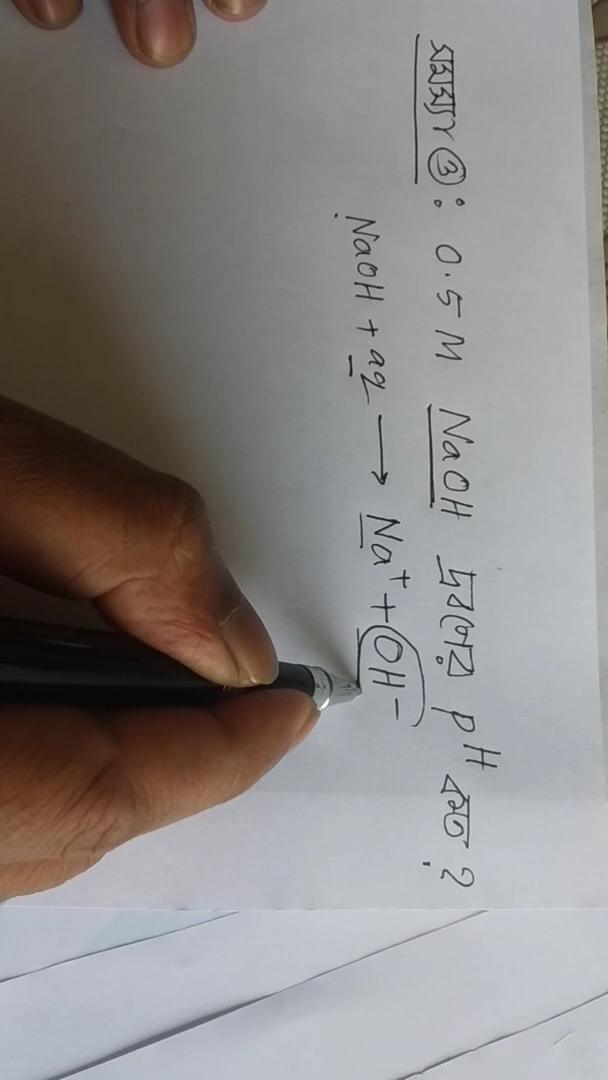 সমস্যা ③ : 0.5 M NaOH দ্রবণের pH কত ?
NaOH + aq → Na⁺ + OH⁻